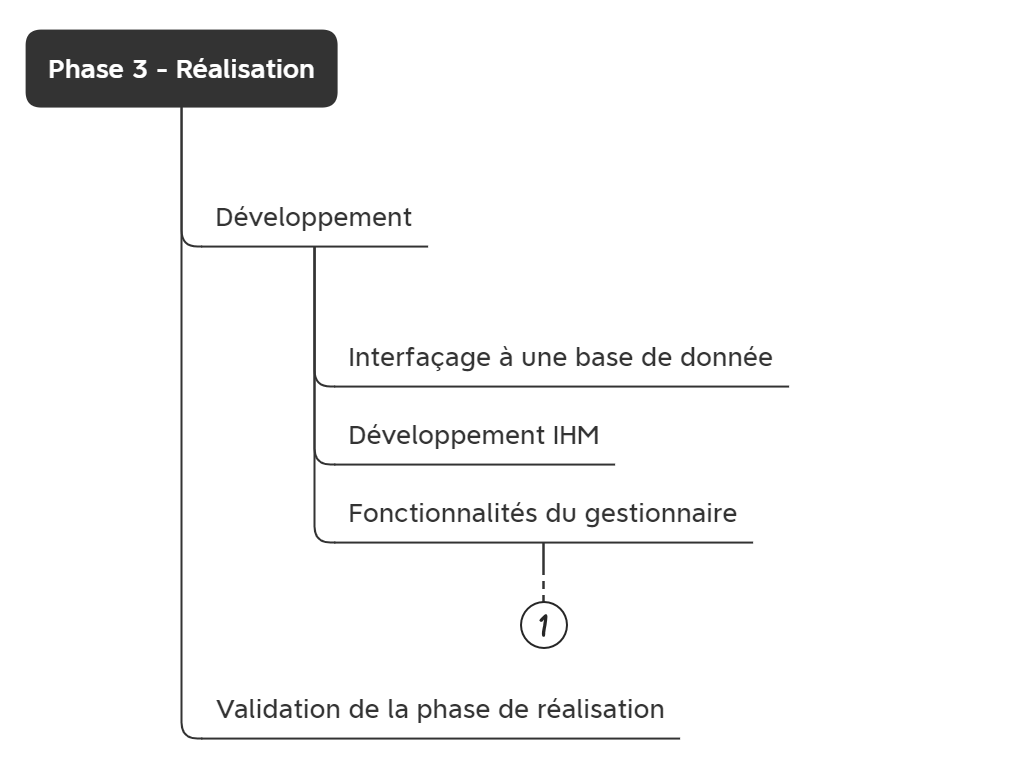 Phase 3 - Réalisation
Développement
Interfaçage à une base de donnée
Développement IHM
Fonctionnalités du gestionnaire
1
Validation de la phase de réalisation